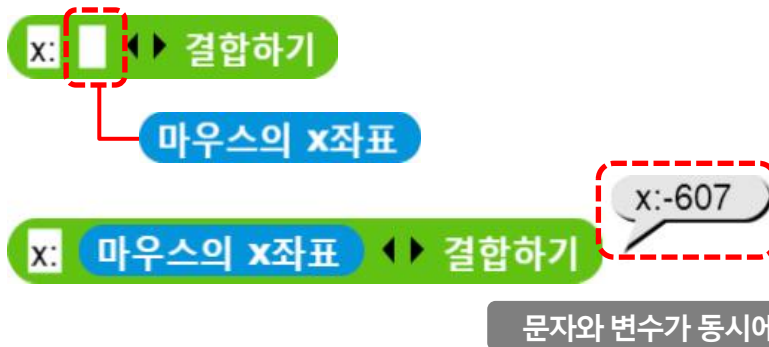 x: 결합하기
마우스의 x좌표
x:-607
x: 마우스의 x좌표 결합하기
문자와 변수가 동시에